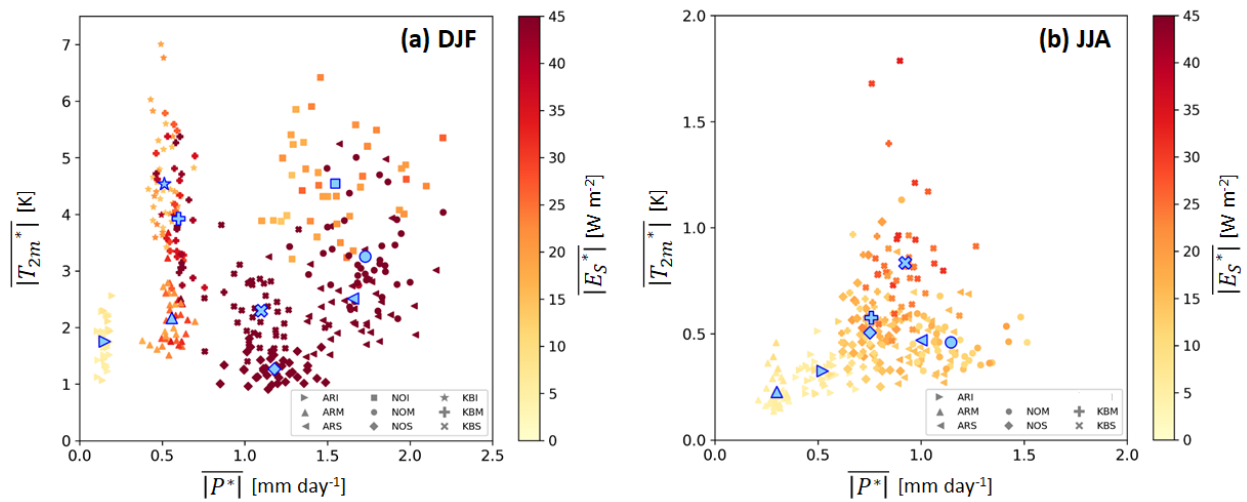 (a) DJF
7
6
5
4
3
2
1
0
|T2m*| [K]
0.0 0.5 1.0 1.5 2.0 2.5
|P*| [mm day-1]
ARI NOI KBI
ARM NOM KBM
ARS NOS KBS
45
40
35
30
25
20
15
10
5
0
|ES*| [W m-2]
(b) JJA
2.0
1.5
1.0
0.5
0.0
|T2m*| [K]
0.0 0.5 1.0 1.5 2.0
|P*| [mm day-1]
ARI
ARM NOM KBM
ARS NOS KBS
45
40
35
30
25
20
15
10
5
0
|ES*| [W m-2]